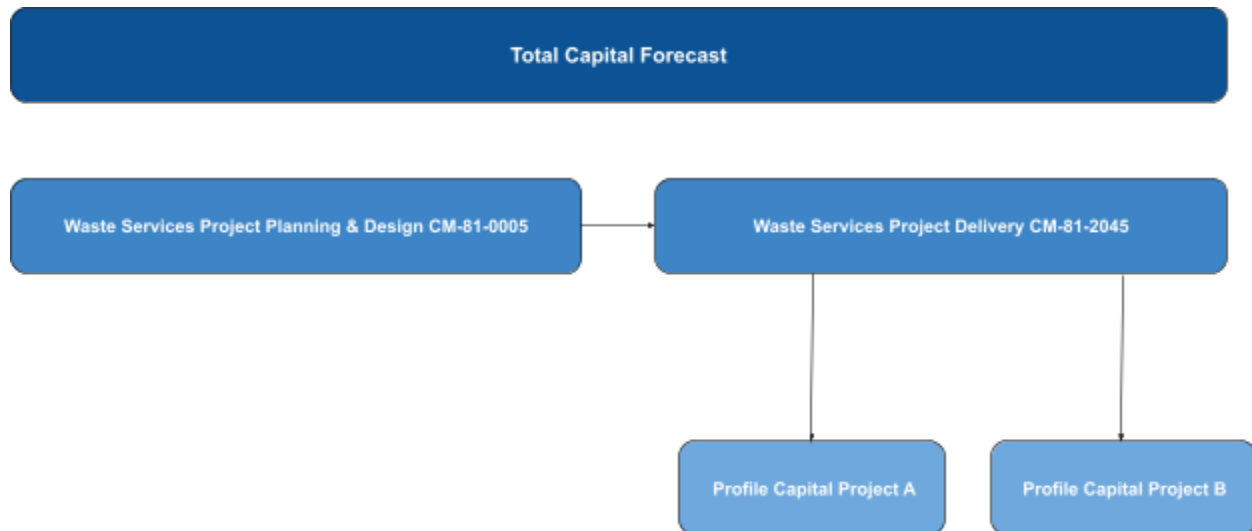 Total Capital Forecast
Waste Services Project Planning & Design CM-81-0005
Waste Services Project Delivery CM-81-2045
Profile Capital Project A
Profile Capital Project B